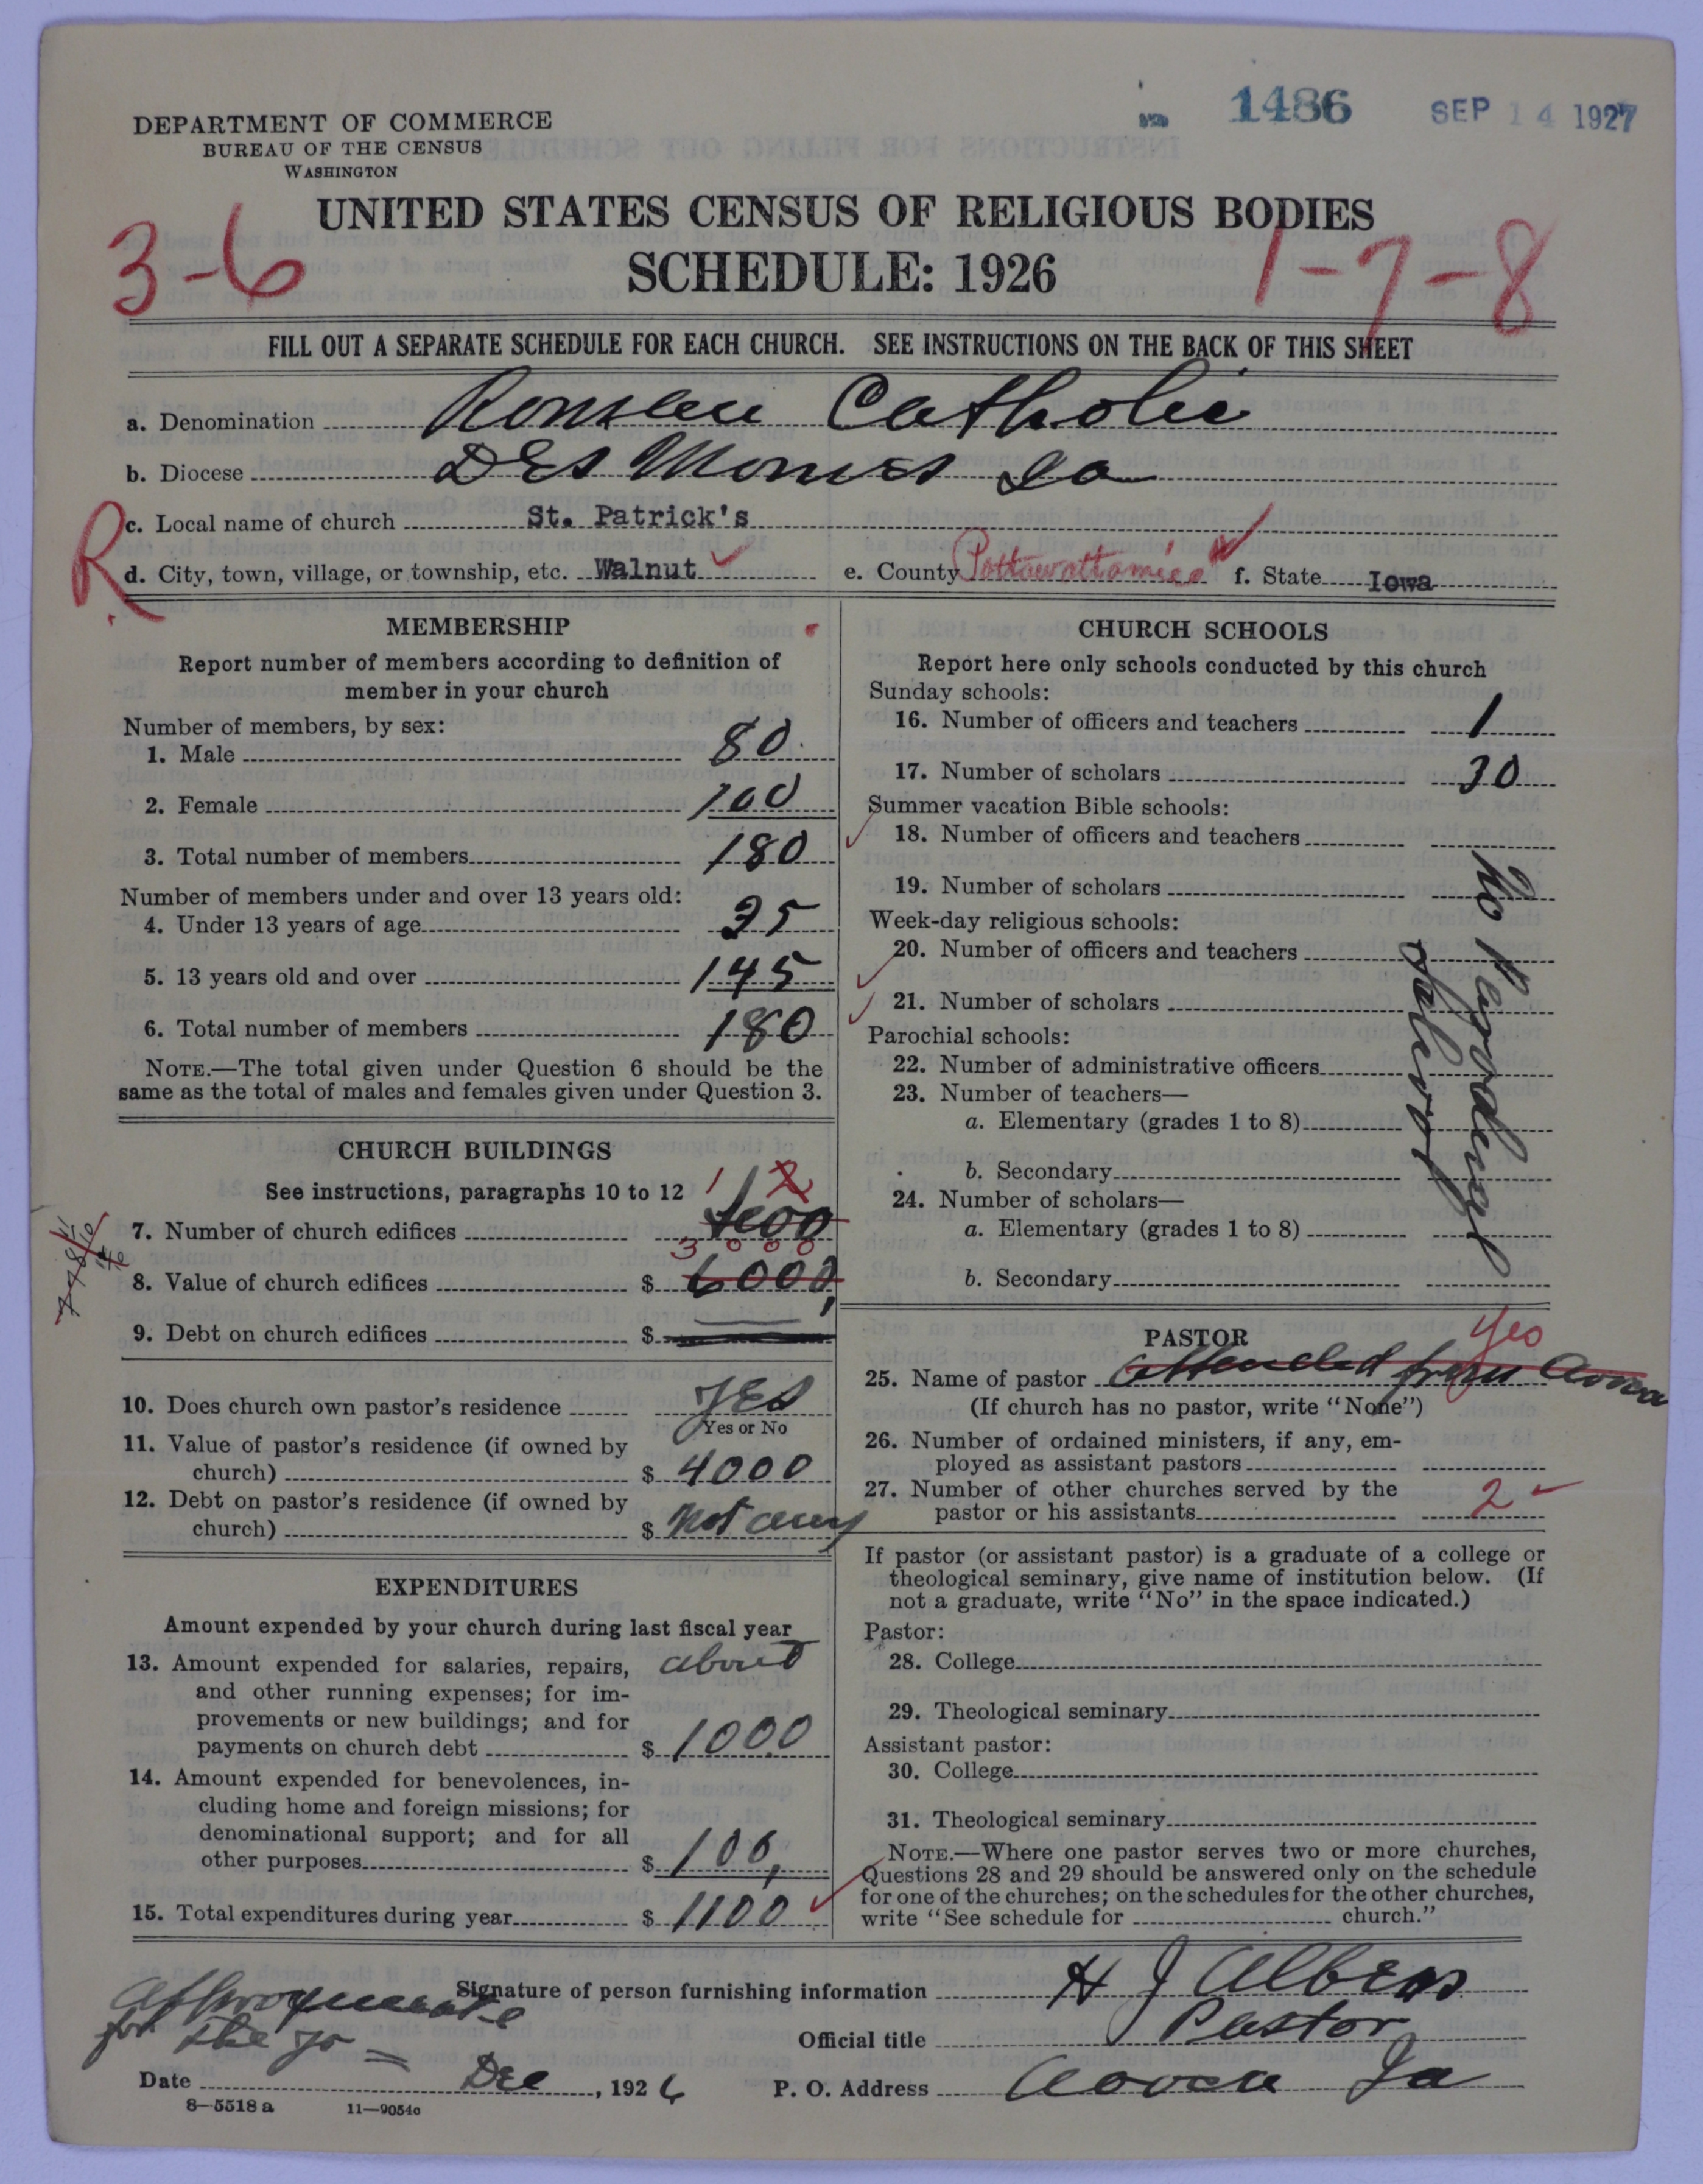 1486 SEP 14 1927
DEPARTMENT OF COMMERCE
BUREAU OF THE CENSUS
WASHINGTON
UNITED STATES CENSUS OF RELIGIOUS BODIES
3-6 SCHEDULE: 1926 1-7-8
FILL OUT A SEPARATE SCHEDULE FOR EACH CHURCH. SEE INSTRUCTIONS ON THE BACK OF THIS SHEET
a. Denomination Roman Catholic
b. Diocese Des Moines Ia
R
c. Local name of church St. Patrick's
d. City, town, village, or township, etc. Walnut e. County Pottawattamie f. State Iowa
MEMBERSHIP
Report number of members according to definition of
member in your church
Number of members, by sex:
1. Male 80
2. Female 100
3. Total number of members 180
Number of members under and over 13 years old:
4. Under 13 years of age 35
5. 13 years old and over 145
6. Total number of members 180
NOTE.—The total given under Question 6 should be the
same as the total of males and females given under Question 3.
CHURCH BUILDINGS
See instructions, paragraphs 10 to 12
7. Number of church edifices 1
3000
8. Value of church edifices $ 6000
9. Debt on church edifices $
10. Does church own pastor's residence Yes
Yes or No
11. Value of pastor's residence (if owned by
church) $ 4000
12. Debt on pastor's residence (if owned by
church) $ not any
EXPENDITURES
Amount expended by your church during last fiscal year
13. Amount expended for salaries, repairs, about
and other running expenses; for im-
provements or new buildings; and for
payments on church debt $ 1000
14. Amount expended for benevolences, in-
cluding home and foreign missions; for
denominational support; and for all
other purposes $ 100
15. Total expenditures during year $ 1100
CHURCH SCHOOLS
Report here only schools conducted by this church
Sunday schools:
16. Number of officers and teachers 1
17. Number of scholars 30
Summer vacation Bible schools:
18. Number of officers and teachers
19. Number of scholars
Week-day religious schools:
20. Number of officers and teachers
21. Number of scholars
Parochial schools:
22. Number of administrative officers
23. Number of teachers—
a. Elementary (grades 1 to 8)
b. Secondary
24. Number of scholars—
a. Elementary (grades 1 to 8)
b. Secondary
No
PASTOR
Yes
25. Name of pastor attended from Avoca
(If church has no pastor, write "None")
26. Number of ordained ministers, if any, em-
ployed as assistant pastors
27. Number of other churches served by the
pastor or his assistants 2
If pastor (or assistant pastor) is a graduate of a college or
theological seminary, give name of institution below. (If
not a graduate, write "No" in the space indicated.)
Pastor:
28. College
29. Theological seminary
Assistant pastor:
30. College
31. Theological seminary
NOTE.—Where one pastor serves two or more churches,
Questions 28 and 29 should be answered only on the schedule
for one of the churches; on the schedules for the other churches,
write "See schedule for church."
Signature of person furnishing information H J Albers
Official title Pastor
approximate
for the yr
Date Dec, 1926 P. O. Address Avoca Ia
8—5518 a 11—9054c